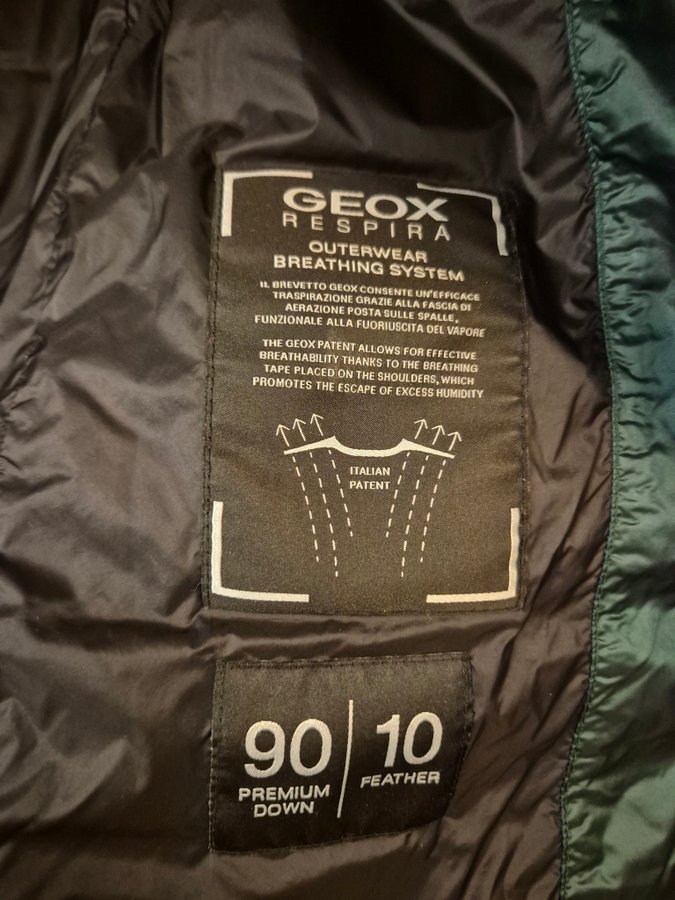 GEOX
RESPIRA
OUTERWEAR
BREATHING SYSTEM
IL BREVETTO GEOX CONSENTE UN'EFFICACE
TRASPIRAZIONE GRAZIE ALLA FASCIA DI
AERAZIONE POSTA SULLE SPALLE,
FUNZIONALE ALLA FUORIUSCITA DEL VAPORE
THE GEOX PATENT ALLOWS FOR EFFECTIVE
BREATHABILITY THANKS TO THE BREATHING
TAPE PLACED ON THE SHOULDERS, WHICH
PROMOTES THE ESCAPE OF EXCESS HUMIDITY
ITALIAN
PATENT
90 10
PREMIUM FEATHER
DOWN